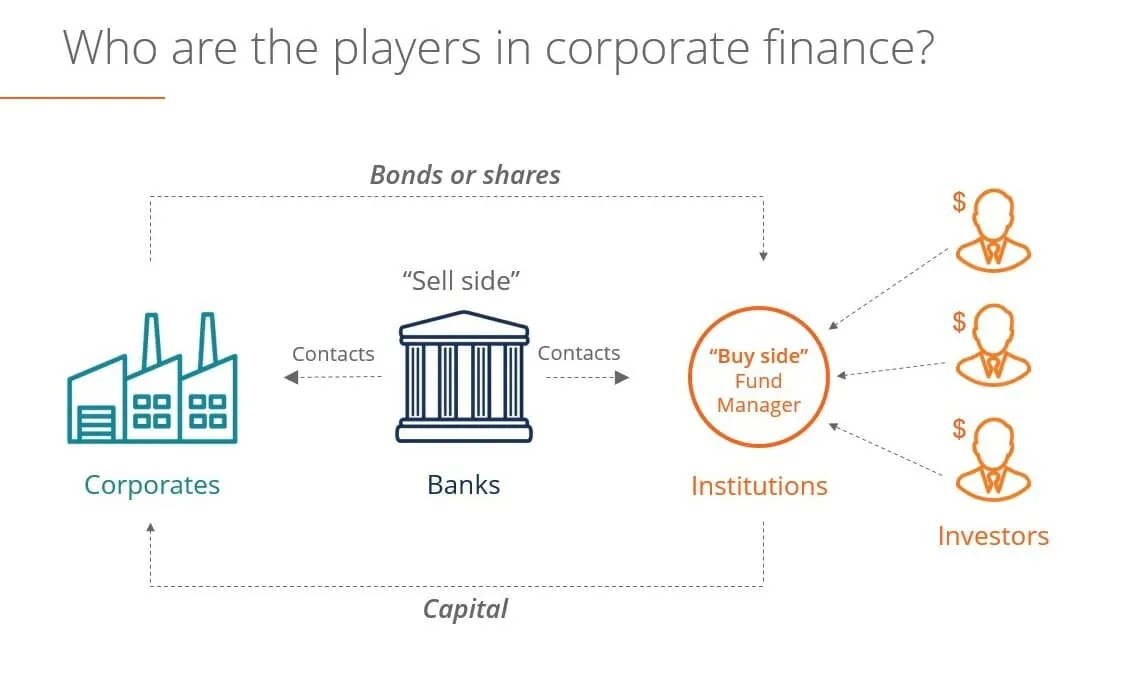 Who are the players in corporate finance?
Bonds or shares
“Sell side”
Contacts
Contacts
“Buy side”
Fund
Manager
$
$
$
Corporates
Banks
Institutions
Investors
Capital